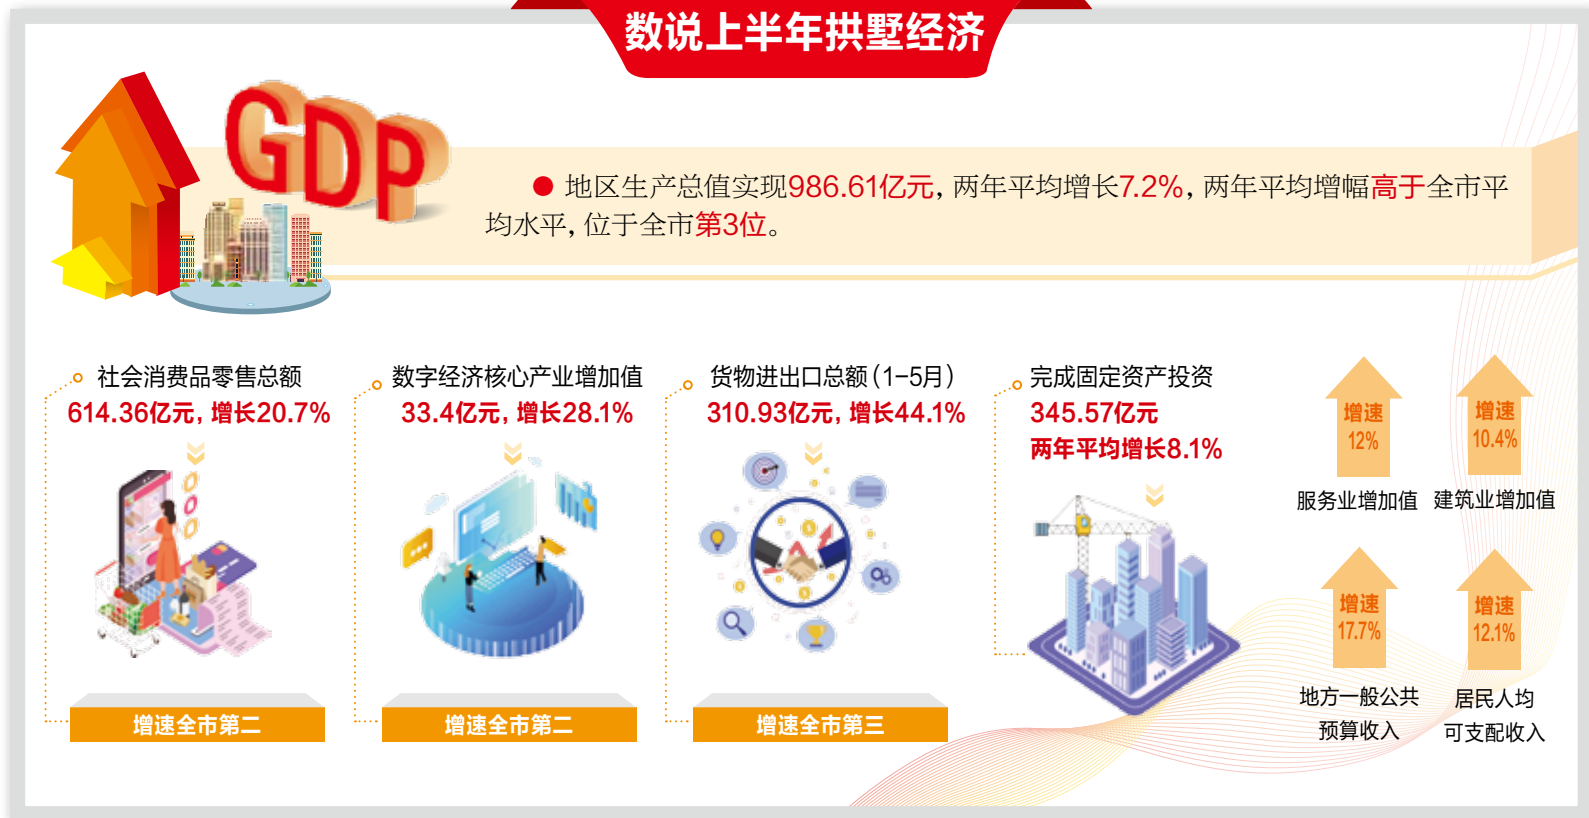 数说上半年拱墅经济
GDP
● 地区生产总值实现986.61亿元, 两年平均增长7.2%, 两年平均增幅高于全市平
均水平, 位于全市第3位。
社会消费品零售总额
614.36亿元, 增长20.7%
增速全市第二
数字经济核心产业增加值
33.4亿元, 增长28.1%
增速全市第二
货物进出口总额 (1-5月)
310.93亿元, 增长44.1%
增速全市第三
完成固定资产投资
345.57亿元
两年平均增长8.1%
增速
12%
服务业增加值
增速
10.4%
建筑业增加值
增速
17.7%
地方一般公共
预算收入
增速
12.1%
居民人均
可支配收入